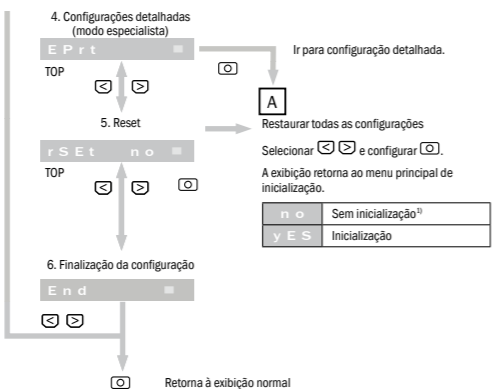 4. Configurações detalhadas
(modo especialista)
EPrt
TOP
Ir para configuração detalhada.
A
5. Reset
rSEt no
TOP
Restaurar todas as configurações
Selecionar < > e configurar O.
A exibição retorna ao menu principal de
inicialização.
no Sem inicialização¹⁾
yES Inicialização
6. Finalização da configuração
End
Retorna à exibição normal